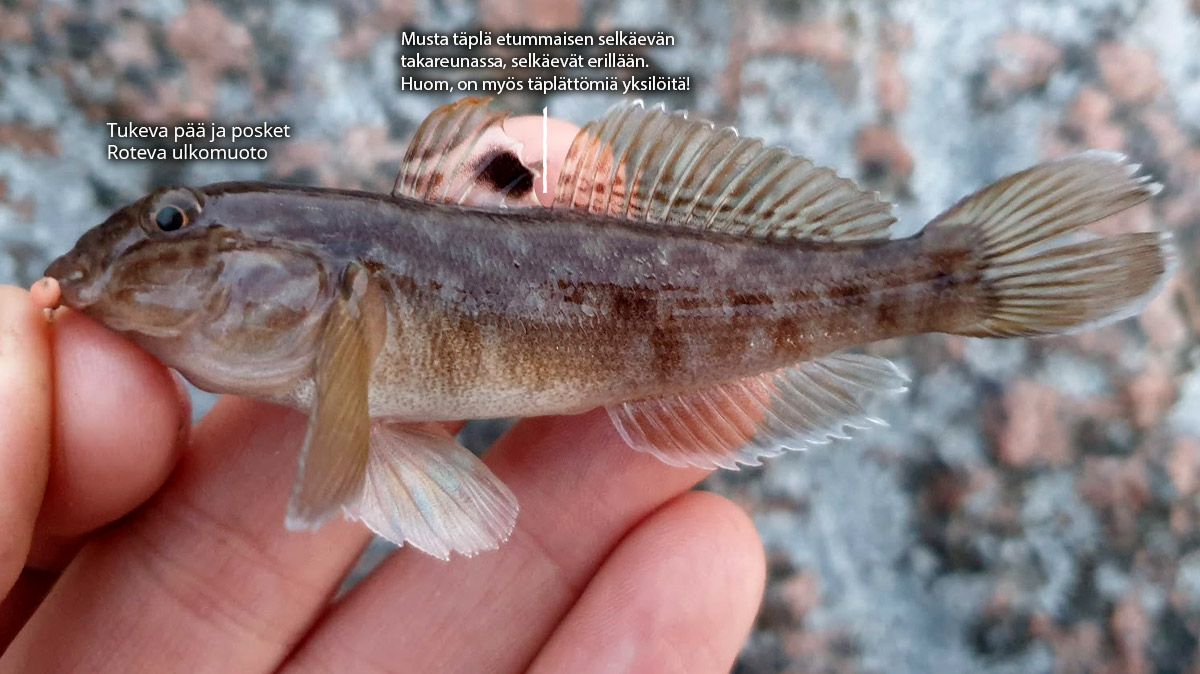 Musta täplä etummaisen selkäevän
takareunassa, selkäevät erillään.
Huom, on myös täplättömiä yksilöitä!
Tukeva pää ja posket
Roteva ulkomuoto